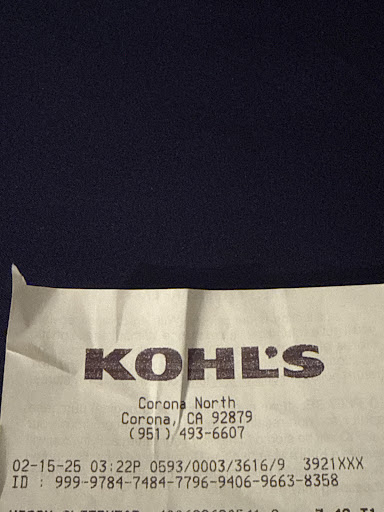 KOHL'S
Corona North
Corona, CA 92879
(951) 493-6607
02-15-25 03:22P 0593/0003/3616/9 3921XXX
ID : 999-9784-7484-7796-9406-9663-8358